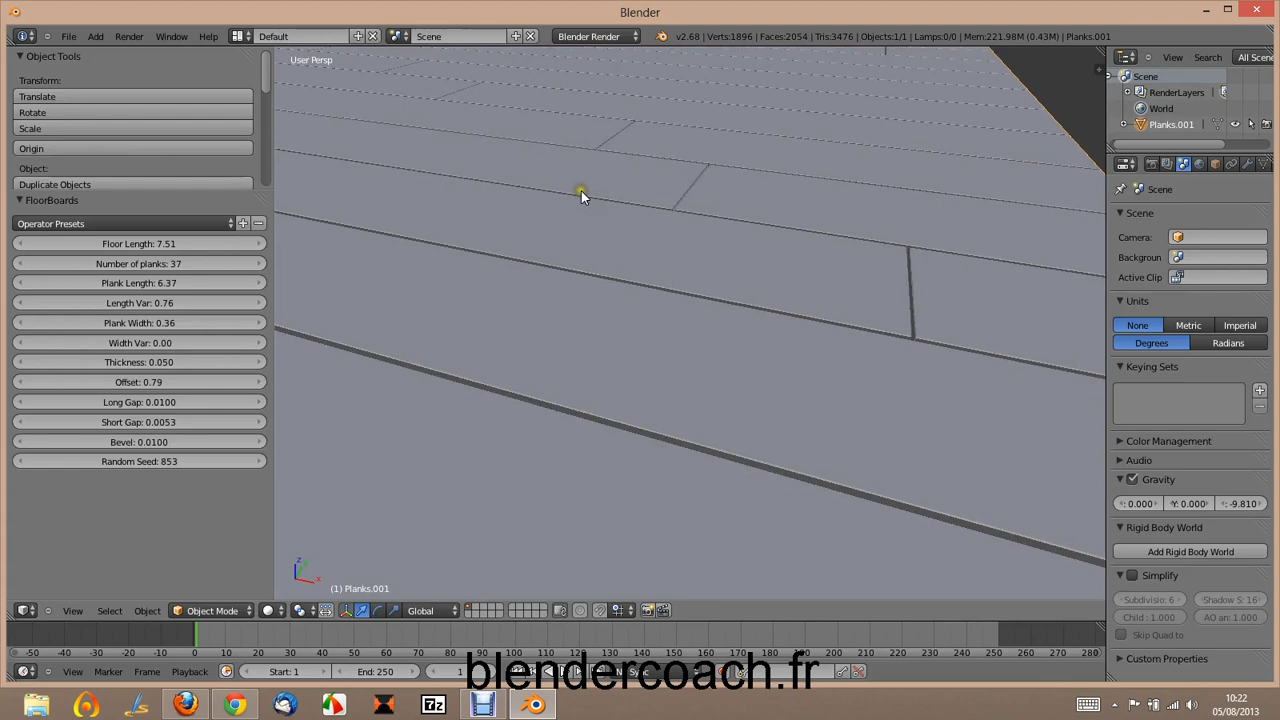 Blender
File Add Render Window Help Default Scene Blender Render v2.68 | Verts:1896 | Faces:2054 | Tris:3476 | Objects:1/1 | Lamps:0/0 | Mem:221.98M (0.43M) | Planks.001
Object Tools
Transform:
Translate
Rotate
Scale
Origin
Object:
Duplicate Objects
FloorBoards
Operator Presets
Floor Length: 7.51
Number of planks: 37
Plank Length: 6.37
Length Var: 0.76
Plank Width: 0.36
Width Var: 0.00
Thickness: 0.050
Offset: 0.79
Long Gap: 0.0100
Short Gap: 0.0053
Bevel: 0.0100
Random Seed: 853
User Persp
z
x
(1) Planks.001
View Select Object Object Mode Global
View Search All Scene
Scene
RenderLayers
World
Planks.001
Scene
Scene
Camera:
Backgroun
Active Clip
Units
None Metric Imperial
Degrees Radians
Keying Sets
Color Management
Audio
Gravity
: 0.000 Y: 0.000 : -9.810
Rigid Body World
Add Rigid Body World
Simplify
Subdivisio: 6 Shadow S: 16
Child : 1.000 AO an: 1.000
Skip Quad to
Custom Properties
-50 -40 -30 -20 -10 0 10 20 30 40 50 60 70 80 90 100 110 120 130 140 150 160 170 180 190 200 210 220 230 240 250 260 270 280
View Marker Frame Playback Start: 1 End: 250 1
blendercoach.fr
7z
10:22
05/08/2013